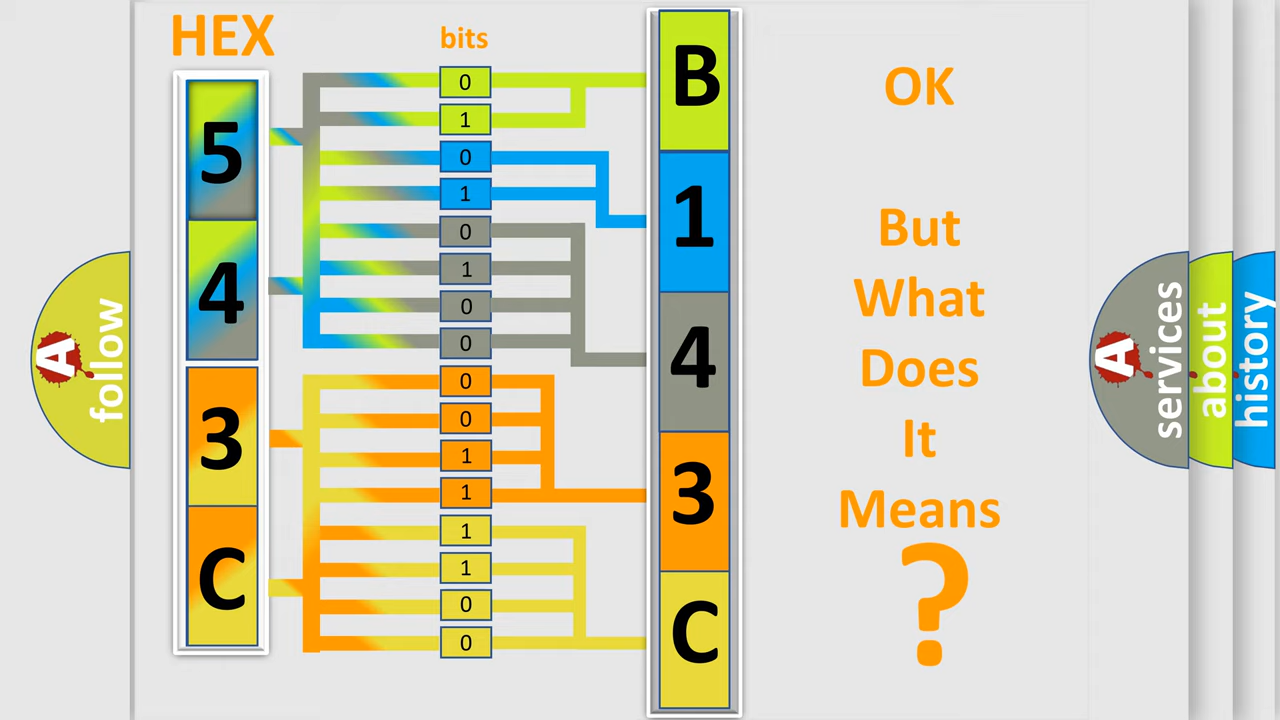 HEX
bits
5
4
3
C
0
1
0
1
0
1
0
0
0
0
1
1
1
1
0
0
B
1
4
3
C
OK
But
What
Does
It
Means
?
A
follow
A
services
about
history